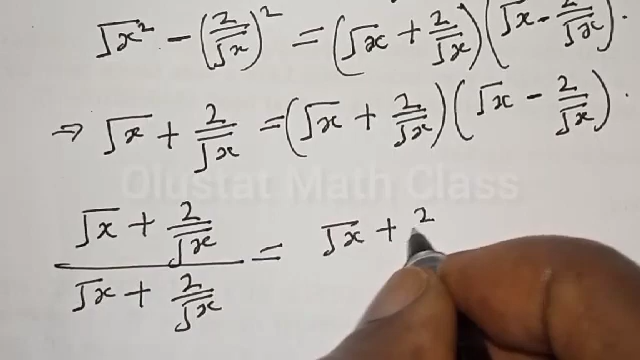 √x² − (2/√x)² = (√x + 2/√x)(√x − 2/√x).
⇒ √x + 2/√x = (√x + 2/√x)(√x − 2/√x).
Olustat Math Class
(√x + 2/√x)/(√x + 2/√x) = √x + 2